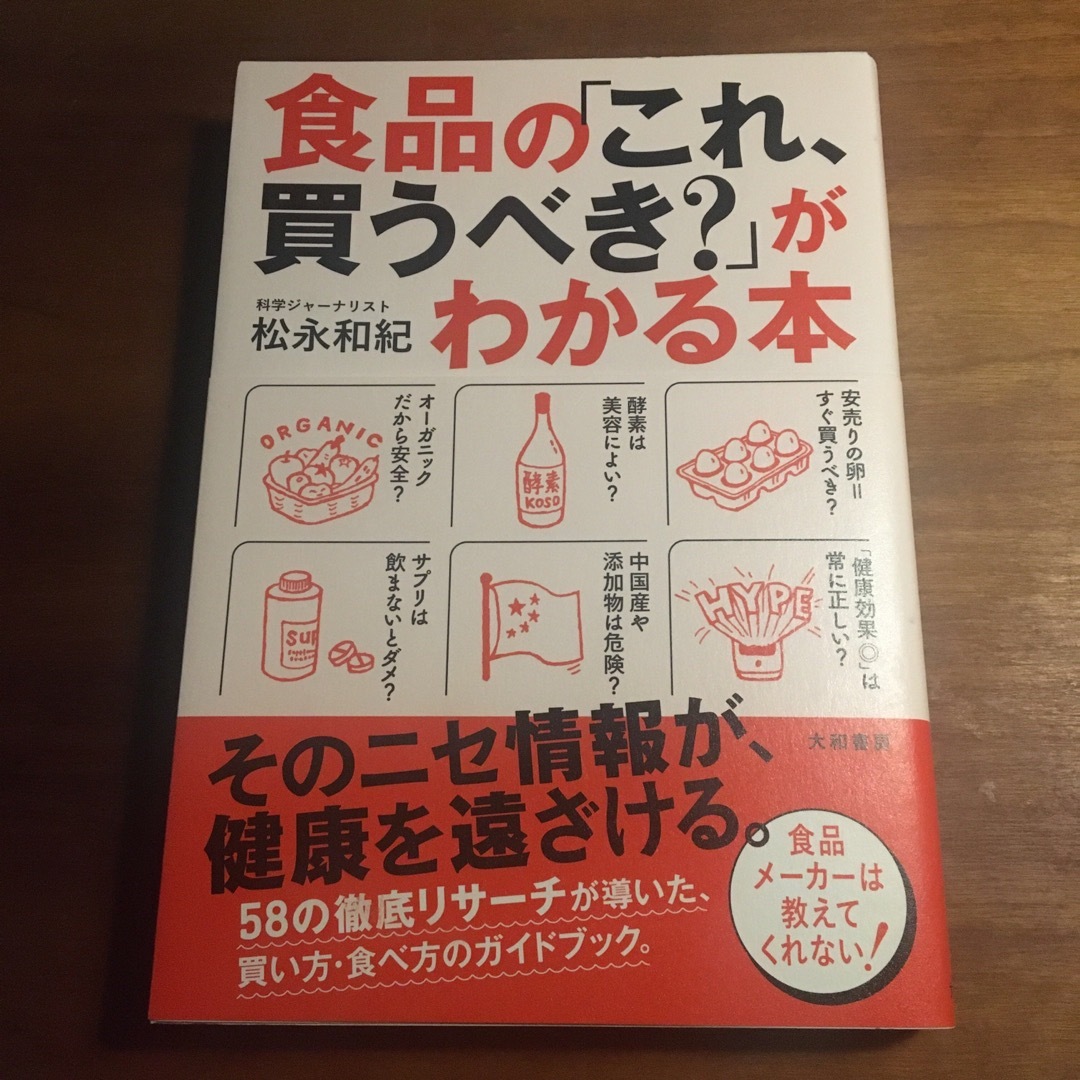 食品の「これ、
買うべき?」が
わかる本
科学ジャーナリスト
松永和紀
オーガニック
だから安全?
ORGANIC
酵素は
美容によい?
酵素
KOSO
安売りの卵=
すぐ買うべき?
サプリは
飲まないとダメ?
SUP
中国産や
添加物は危険?
「健康効果◎」は
常に正しい?
HYPE
大和書房
そのニセ情報が、
健康を遠ざける。
58の徹底リサーチが導いた、
買い方・食べ方のガイドブック。
食品
メーカーは
教えて
くれない!